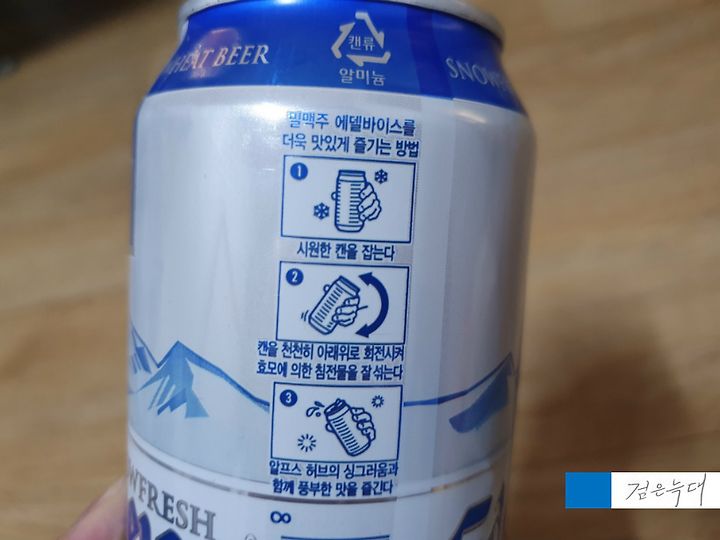 WHEAT BEER
캔류
알미늄
밀맥주 에델바이스를
더욱 맛있게 즐기는 방법
1
시원한 캔을 잡는다
2
캔을 천천히 아래위로 회전시켜
효모에 의한 침전물을 잘 섞는다
3
알프스 허브의 싱그러움과
함께 풍부한 맛을 즐긴다
∞
검은늑대